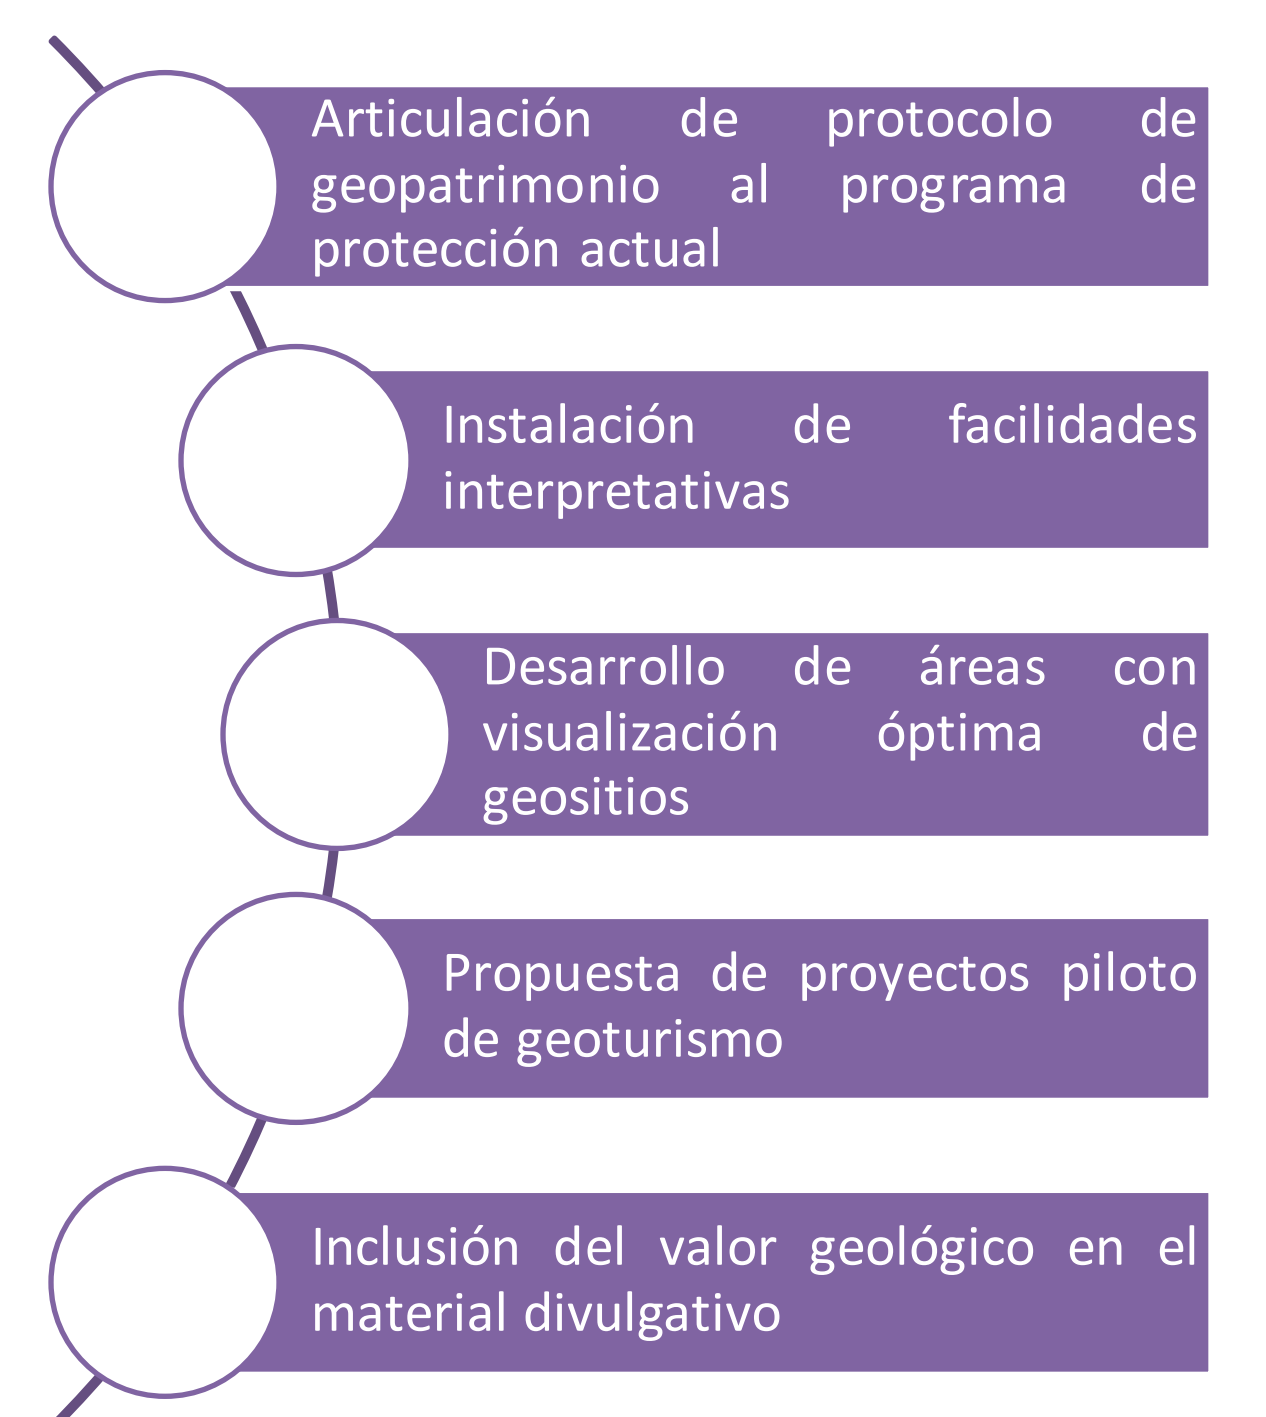 Articulación de protocolo de
geopatrimonio al programa de
protección actual
Instalación de facilidades
interpretativas
Desarrollo de áreas con
visualización óptima de
geositios
Propuesta de proyectos piloto
de geoturismo
Inclusión del valor geológico en el
material divulgativo